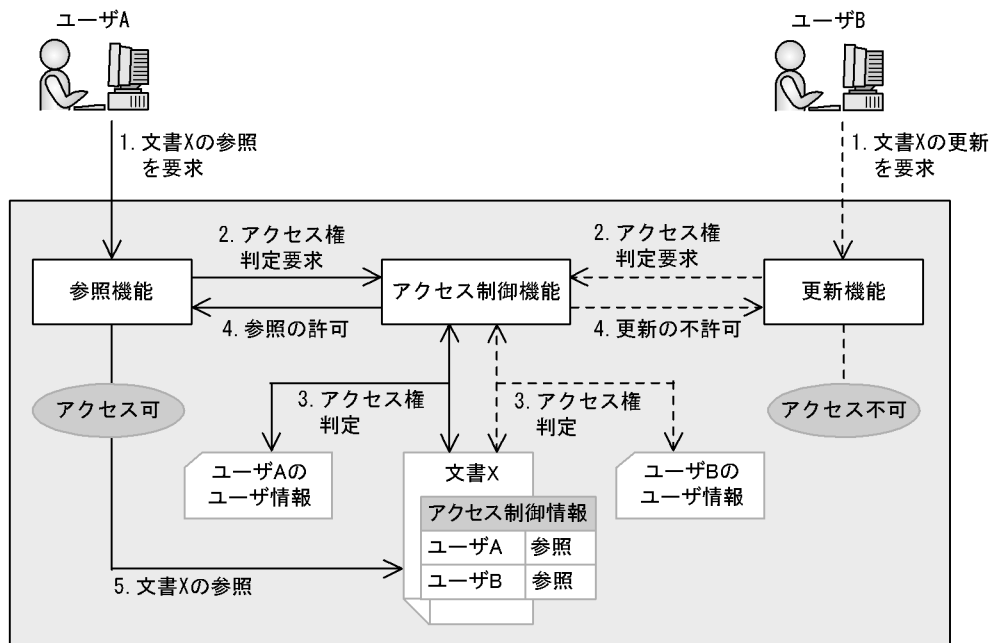 ユーザA
ユーザB
1. 文書Xの参照
を要求
1. 文書Xの更新
を要求
2. アクセス権
判定要求
2. アクセス権
判定要求
参照機能
アクセス制御機能
更新機能
4. 参照の許可
4. 更新の不許可
アクセス可
3. アクセス権
判定
3. アクセス権
判定
アクセス不可
ユーザAの
ユーザ情報
文書X
ユーザBの
ユーザ情報
アクセス制御情報
ユーザA 参照
ユーザB 参照
5. 文書Xの参照